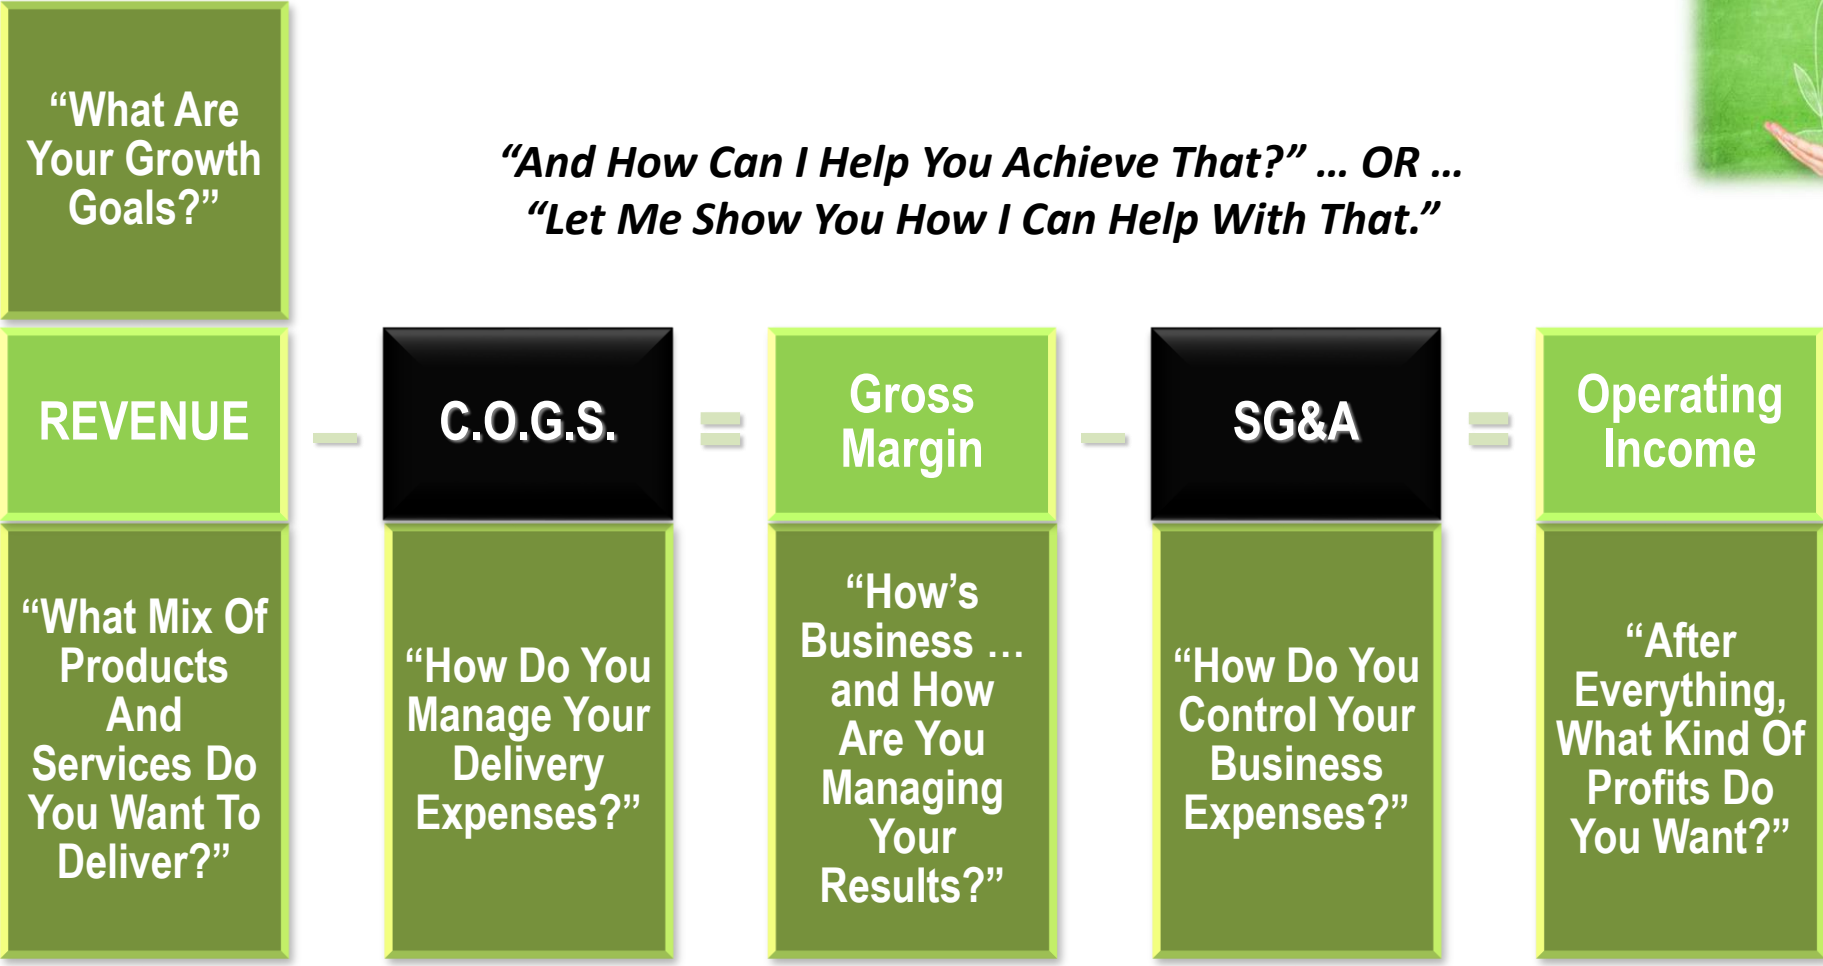 “What Are
Your Growth
Goals?”
“And How Can I Help You Achieve That?” … OR …
“Let Me Show You How I Can Help With That.”
REVENUE
–
C.O.G.S.
=
Gross
Margin
–
SG&A
=
Operating
Income
“What Mix Of
Products
And
Services Do
You Want To
Deliver?”
“How Do You
Manage Your
Delivery
Expenses?”
“How’s
Business …
and How
Are You
Managing
Your
Results?”
“How Do You
Control Your
Business
Expenses?”
“After
Everything,
What Kind Of
Profits Do
You Want?”